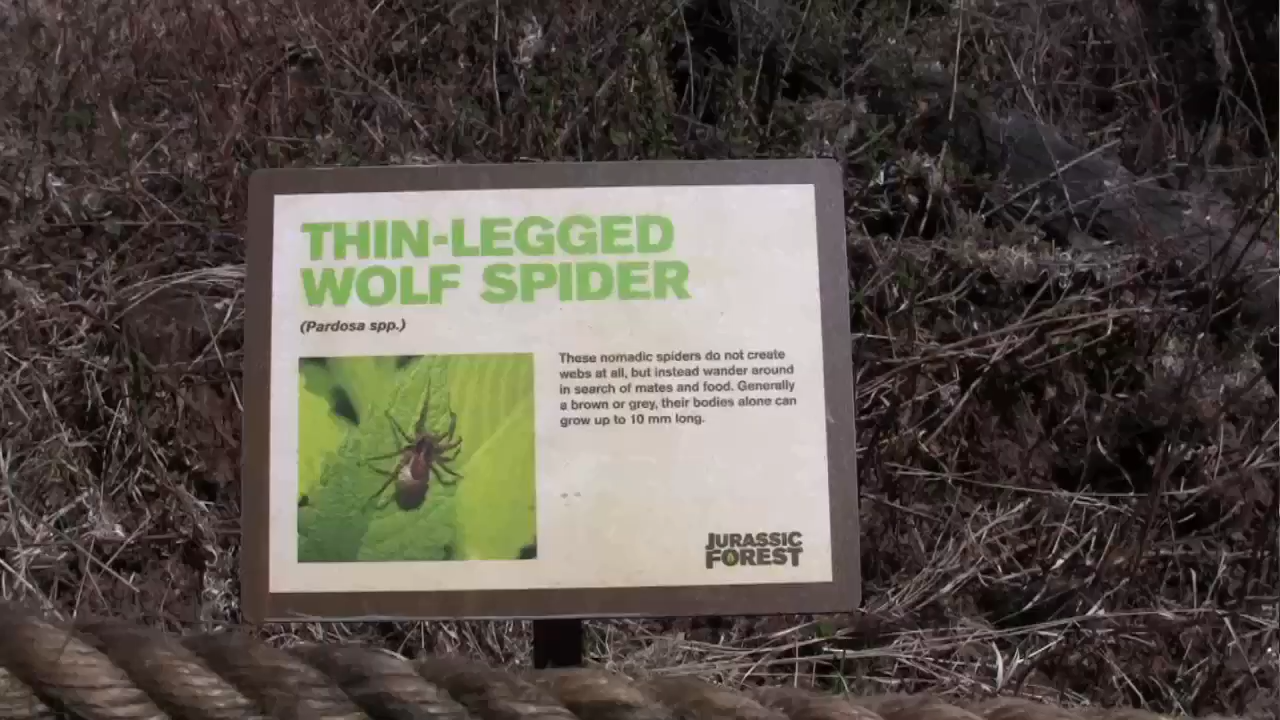 THIN-LEGGED
WOLF SPIDER
(Pardosa spp.)
These nomadic spiders do not create
webs at all, but instead wander around
in search of mates and food. Generally
a brown or grey, their bodies alone can
grow up to 10 mm long.
JURASSIC
FOREST